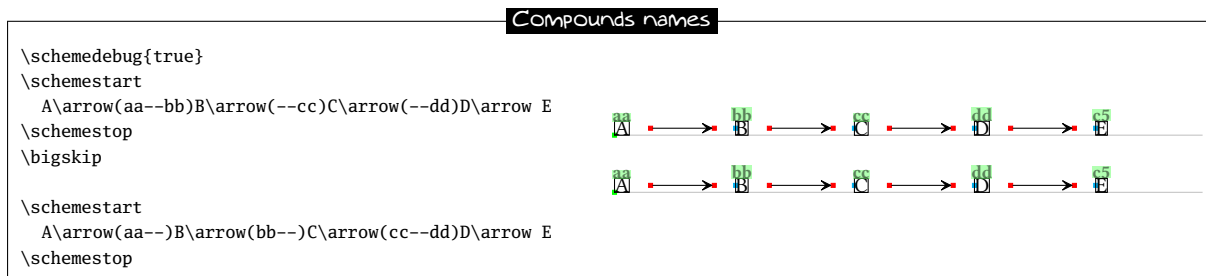 Compounds names
\schemedebug{true}
\schemestart
A\arrow(aa--bb)B\arrow(--cc)C\arrow(--dd)D\arrow E
\schemestop
\bigskip
\schemestart
A\arrow(aa--)B\arrow(bb--)C\arrow(cc--dd)D\arrow E
\schemestop
aa bb cc dd c5
A B C D E
aa bb cc dd c5
A B C D E